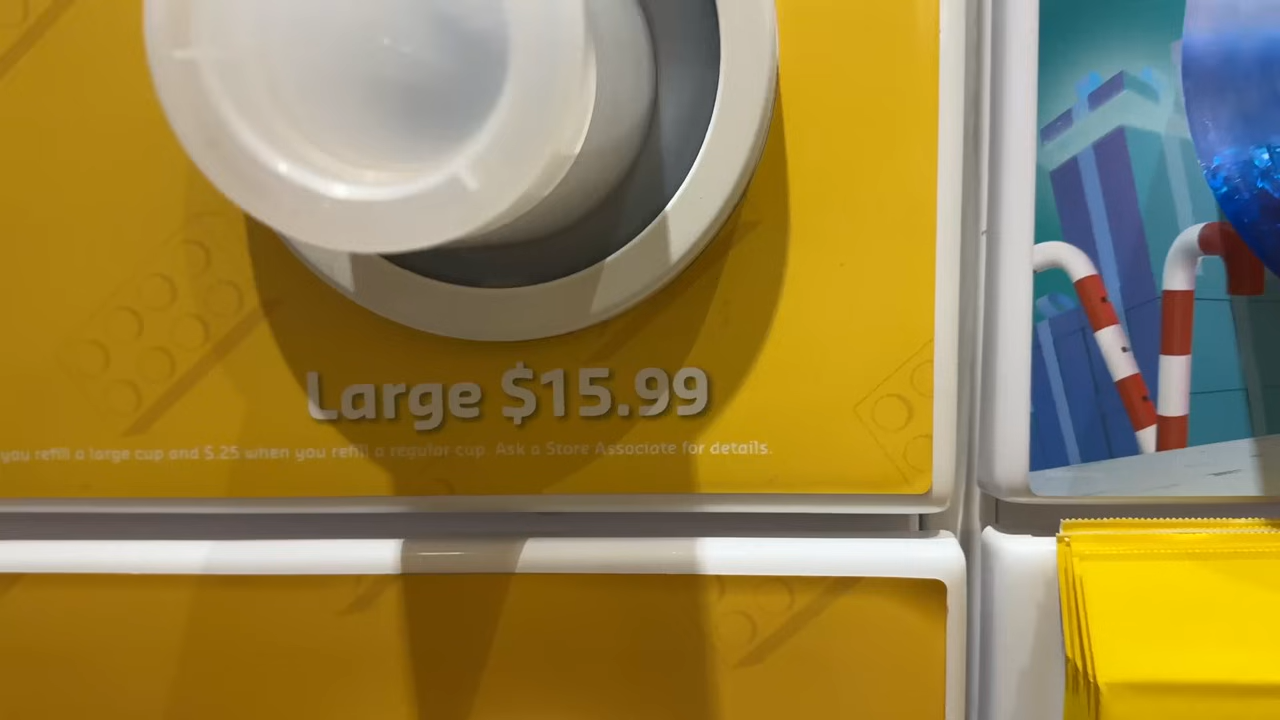 Large $15.99
you refill a large cup and $.25 when you refill a regular cup. Ask a Store Associate for details.